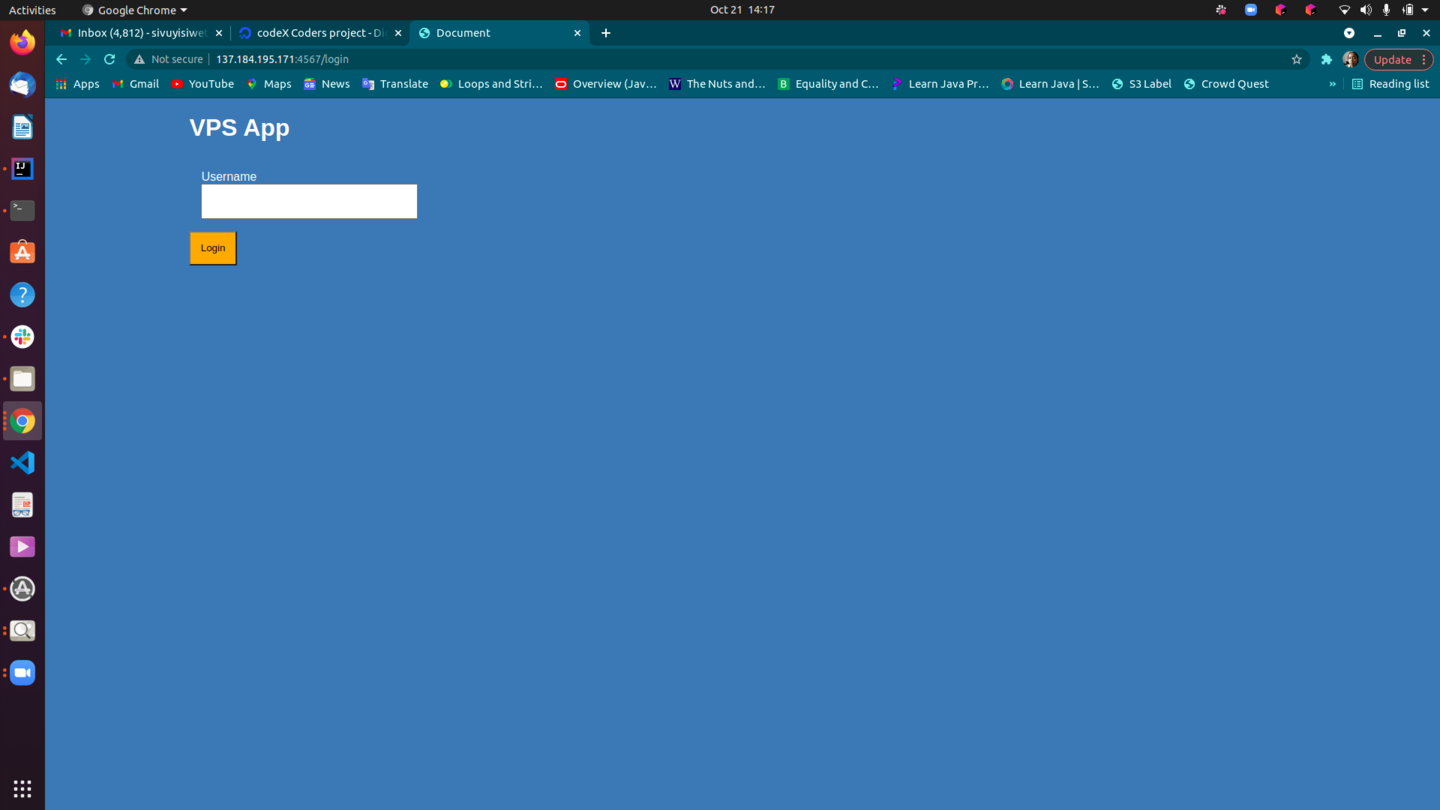 Activities
Google Chrome
Oct 21 14:17
Inbox (4,812) - sivuyisiwe
codeX Coders project - Di
Document
Not secure
137.184.195.171:4567/login
Update
Apps
Gmail
YouTube
Maps
News
Translate
Loops and Stri…
Overview (Jav…
The Nuts and…
Equality and C…
Learn Java Pr…
Learn Java | S…
S3 Label
Crowd Quest
»
Reading list
VPS App
Username
Login